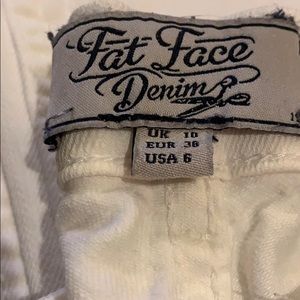 Fat Face
Denim
UK 10
EUR 38
USA 6